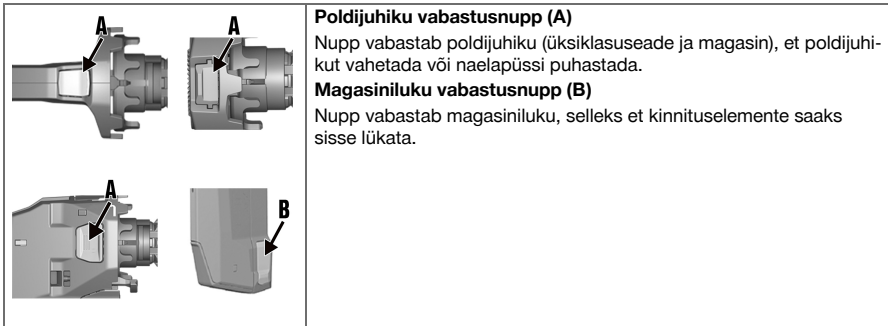 A
A
A
B
Poldijuhiku vabastusnupp (A)
Nupp vabastab poldijuhiku (üksiklasuseade ja magasin), et poldijuhi-
kut vahetada või naelapüssi puhastada.
Magasiniluku vabastusnupp (B)
Nupp vabastab magasiniluku, selleks et kinnituselemente saaks
sisse lükata.